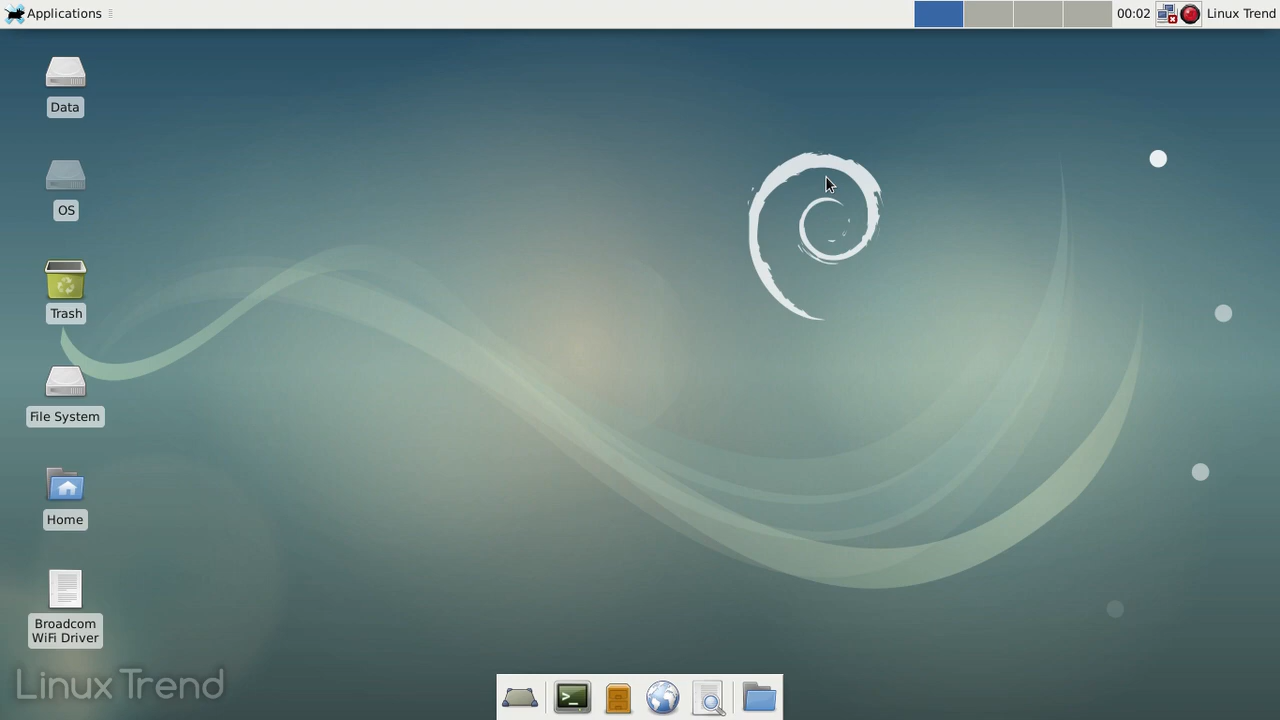 Applications
00:02
Linux Trend
Data
OS
Trash
File System
Home
Broadcom
WiFi Driver
Linux Trend
>_